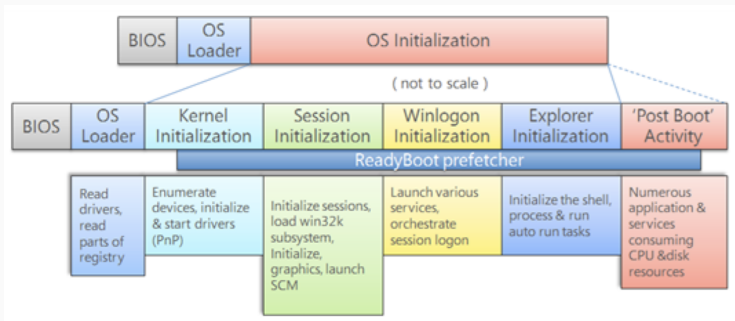 BIOS
OS
Loader
OS Initialization
( not to scale )
BIOS
OS
Loader
Kernel
Initialization
Session
Initialization
Winlogon
Initialization
Explorer
Initialization
‘Post Boot’
Activity
ReadyBoot prefetcher
Read
drivers,
read
parts of
registry
Enumerate
devices, initialize
& start drivers
(PnP)
Initialize sessions,
load win32k
subsystem,
Initialize,
graphics, launch
SCM
Launch various
services,
orchestrate
session logon
Initialize the shell,
process & run
auto run tasks
Numerous
application &
services
consuming
CPU &disk
resources